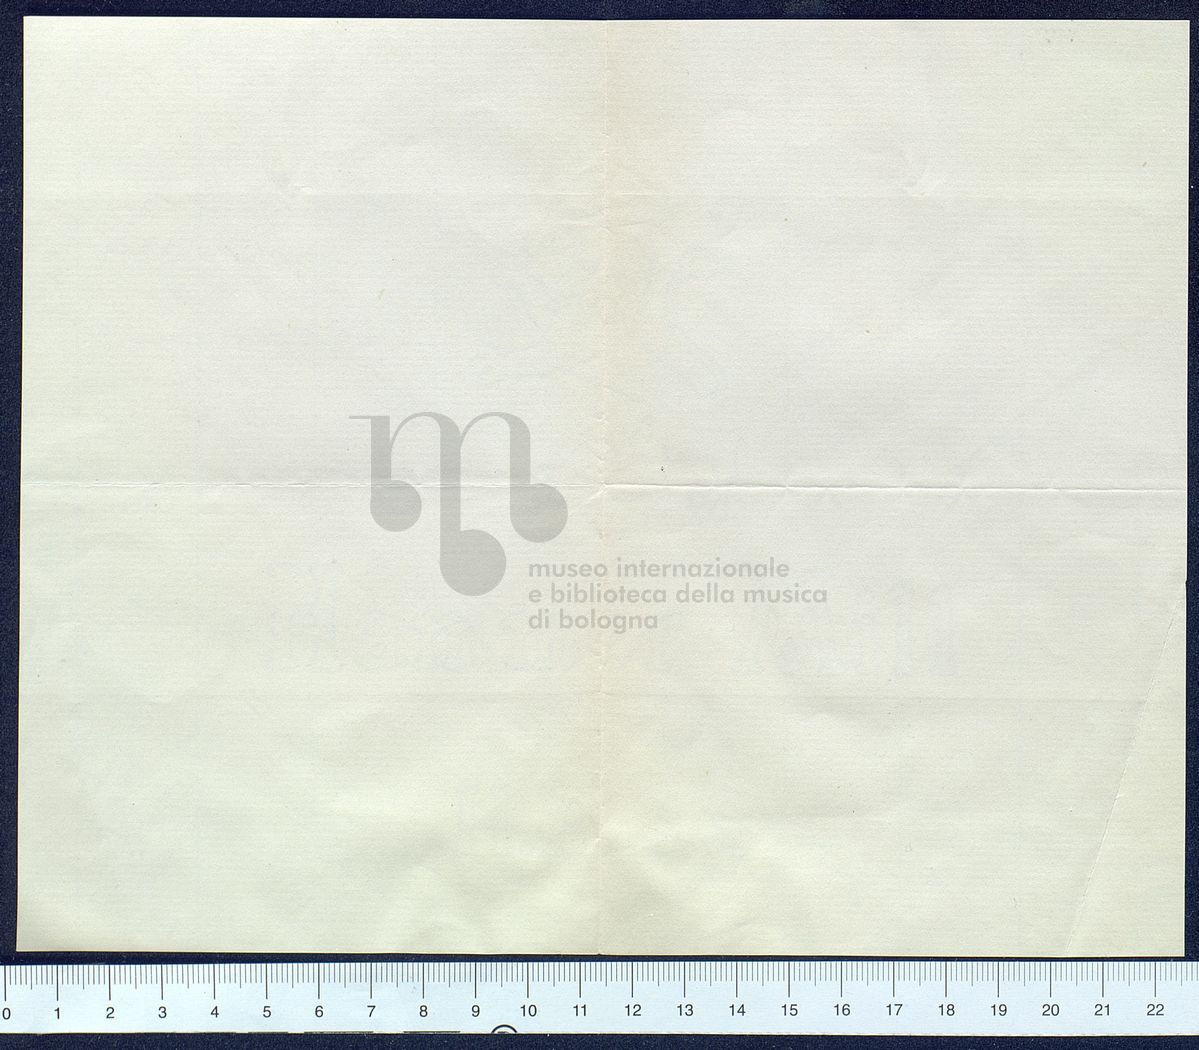 museo internazionale
e biblioteca della musica
di bologna
0 1 2 3 4 5 6 7 8 9 10 11 12 13 14 15 16 17 18 19 20 21 22